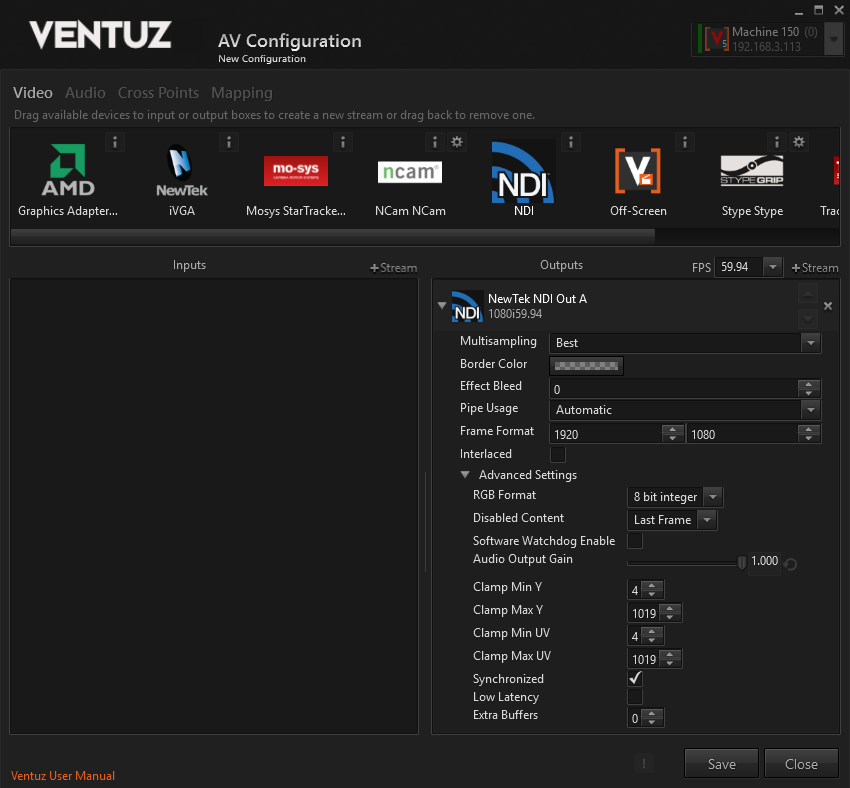 VENTUZ
AV Configuration
New Configuration
Machine 150 (0)
192.168.3.113
Video Audio Cross Points Mapping
Drag available devices to input or output boxes to create a new stream or drag back to remove one.
AMD
NewTek
mo-sys
ncam
NDI
STYPEGRIP
Graphics Adapter... iVGA Mosys StarTracke... NCam NCam NDI Off-Screen Stype Stype Trac
Inputs +Stream Outputs FPS 59.94 +Stream
NDI
NewTek NDI Out A
1080i59.94
Multisampling Best
Border Color
Effect Bleed 0
Pipe Usage Automatic
Frame Format 1920 1080
Interlaced
Advanced Settings
RGB Format 8 bit integer
Disabled Content Last Frame
Software Watchdog Enable
Audio Output Gain 1.000
Clamp Min Y 4
Clamp Max Y 1019
Clamp Min UV 4
Clamp Max UV 1019
Synchronized
Low Latency
Extra Buffers 0
Ventuz User Manual
! Save Close